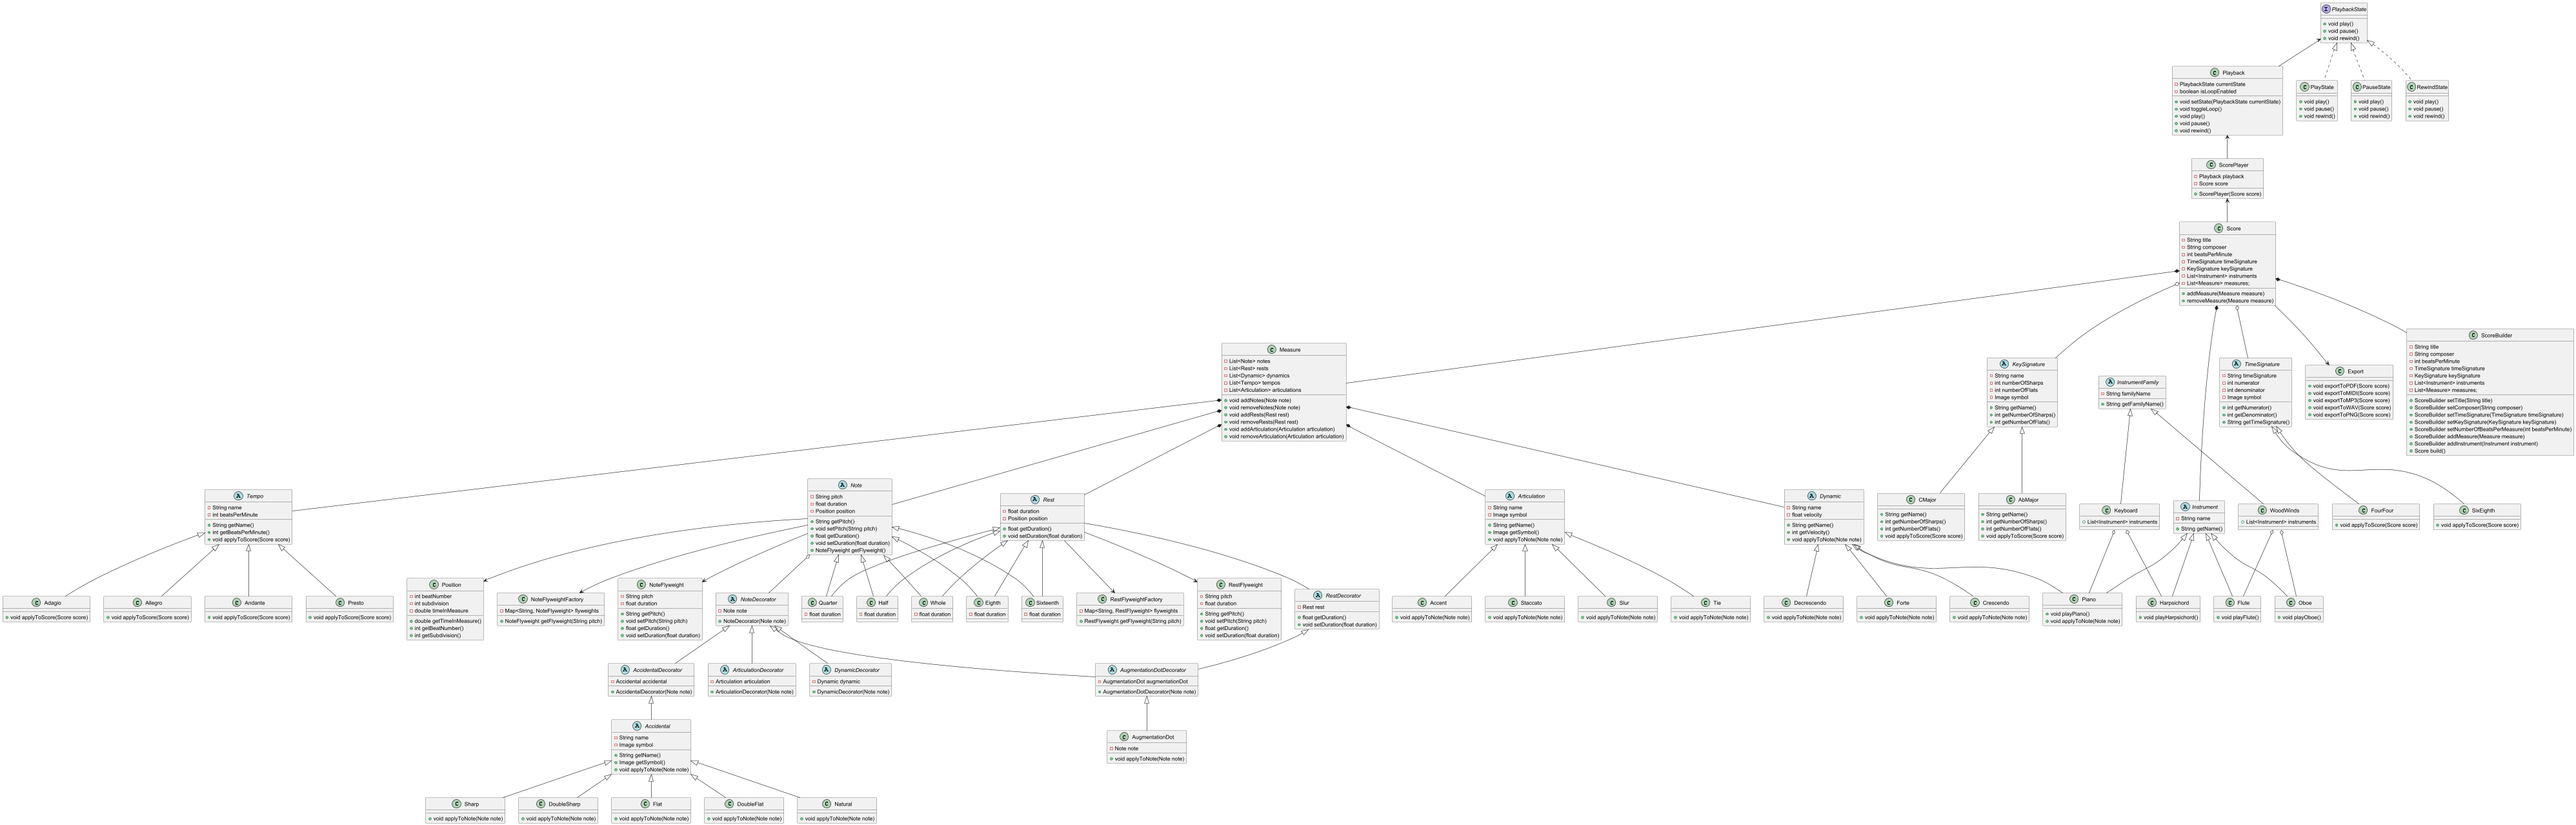 PlaybackState
void play()
void pause()
void rewind()
Playback
PlaybackState currentState
boolean isLoopEnabled
void setState(PlaybackState currentState)
void toggleLoop()
void play()
void pause()
void rewind()
PlayState
void play()
void pause()
void rewind()
PauseState
void play()
void pause()
void rewind()
RewindState
void play()
void pause()
void rewind()
ScorePlayer
Playback playback
Score score
ScorePlayer(Score score)
Score
String title
String composer
int beatsPerMinute
TiimeSignature timeSignature
KeySignature keySignature
List<Instrument> instruments
List<Measure> measures;
addMeasure(Measure measure)
removeMeasure(Measure measure)
Measure
List<Note> notes
List<Rest> rests
List<Dynamic> dynamics
List<Tempo> tempos
List<Articulation> articulations
void addNotes(Note note)
void removeNotes(Note note)
void addRests(Rest rest)
void removeRests(Rest rest)
void addArticulation(Articulation articulation)
void removeArticulation(Articulation articulation)
KeySignature
String name
int numberOfSharps
int numberOfFlats
Image symbol
String getName()
int getNumberOfSharps()
int getNumberOfFlats()
InstrumentFamily
String familyName
String getFamilyName()
TimeSignature
String timeSignature
int numerator
int denominator
Image symbol
int getNumerator()
int getDenominator()
String getTimeSignature()
Export
void exportToPDF(Score score)
void exportToMIDI(Score score)
void exportToMP3(Score score)
void exportToWAV(Score score)
void exportToPNG(Score score)
ScoreBuilder
String title
String composer
int beatsPerMinute
TimeSignature timeSignature
KeySignature keySignature
List<Instrument> instruments
List<Measure> measures;
ScoreBuilder setTitle(String title)
ScoreBuilder setComposer(String composer)
ScoreBuilder setTimeSignature(TimeSignature timeSignature)
ScoreBuilder setKeySignature(KeySignature keySignature)
ScoreBuilder setNumberOfBeatsPerMeasure(int beatsPerMinute)
ScoreBuilder addMeasure(Measure measure)
ScoreBuilder addInstrument(Instrument instrument)
Score build()
Tempo
String name
int beatsPerMinute
String getName()
int getBeatsPerMinute()
void applyToScore(Score score)
Note
String pitch
float duration
Position position
String getPitch()
void setPitch(String pitch)
float getDuration()
void setDuration(float duration)
NoteFlyweight getFlyweight()
Rest
float duration
Position position
float getDuration()
void setDuration(float duration)
Articulation
String name
Image symbol
String getName()
Image getSymbol()
void applyToNote(Note note)
Dynamic
String name
float velocity
String getName()
int getVelocity()
void applyToNote(Note note)
CMajor
String getName()
int getNumberOfSharps()
int getNumberOfFlats()
void applyToScore(Score score)
AbMajor
String getName()
int getNumberOfSharps()
int getNumberOfFlats()
void applyToScore(Score score)
Keyboard
List<Instrument> instruments
Instrument
String name
String getName()
WoodWinds
List<Instrument> instruments
FourFour
void applyToScore(Score score)
SixEighth
void applyToScore(Score score)
Adagio
void applyToScore(Score score)
Allegro
void applyToScore(Score score)
Andante
void applyToScore(Score score)
Presto
void applyToScore(Score score)
Position
int beatNumber
int subdivision
double timeInMeasure
double getTimeInMeasure()
int getBeatNumber()
int getSubdivision()
NoteFlyweightFactory
Map<String, NoteFlyweight> flyweights
NoteFlyweight getFlyweight(String pitch)
NoteFlyweight
String pitch
float duration
String getPitch()
void setPitch(String pitch)
float getDuration()
void setDuration(float duration)
NoteDecorator
Note note
NoteDecorator(Note note)
Quarter
float duration
Half
float duration
Whole
float duration
Eighth
float duration
Sixteenth
float duration
RestFlyweightFactory
Map<String, RestFlyweight> flyweights
RestFlyweight getFlyweight(String pitch)
RestFlyweight
String pitch
float duration
String getPitch()
void setPitch(String pitch)
float getDuration()
void setDuration(float duration)
RestDecorator
Rest rest
float getDuration()
void setDuration(float duration)
Accent
void applyToNote(Note note)
Staccato
void applyToNote(Note note)
Slur
void applyToNote(Note note)
Tie
void applyToNote(Note note)
Decrescendo
void applyToNote(Note note)
Forte
void applyToNote(Note note)
Crescendo
void applyToNote(Note note)
Piano
void playPiano()
void applyToNote(Note note)
Harpsichord
void playHarpsichord()
Flute
void playFlute()
Oboe
void playOboe()
AccidentalDecorator
Accidental accidental
AccidentalDecorator(Note note)
ArticulationDecorator
Articulation articulation
ArticulationDecorator(Note note)
DynamicDecorator
Dynamic dynamic
DynamicDecorator(Note note)
AugmentationDotDecorator
AugmentationDot augmentationDot
AugmentationDotDecorator(Note note)
Accidental
String name
Image symbol
String getName()
Image getSymbol()
void applyToNote(Note note)
AugmentationDot
Note note
void applyToNote(Note note)
Sharp
void applyToNote(Note note)
DoubleSharp
void applyToNote(Note note)
Flat
void applyToNote(Note note)
DoubleFlat
void applyToNote(Note note)
Natural
void applyToNote(Note note)